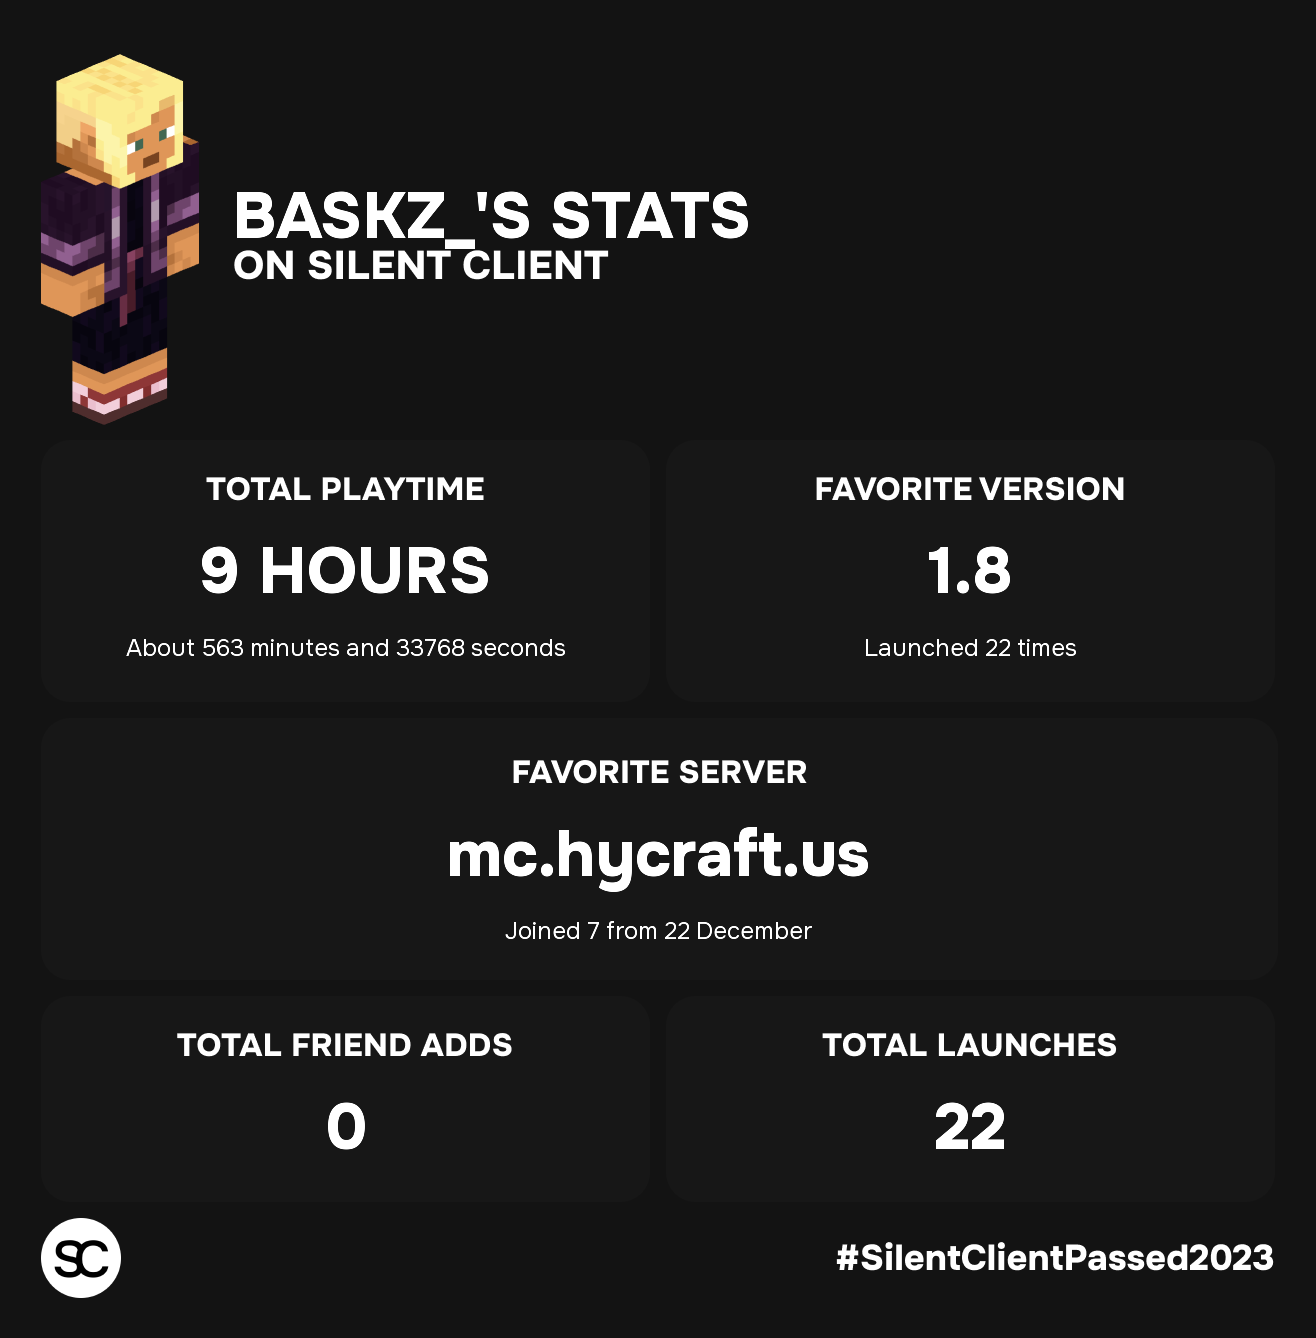 BASKZ_'S STATS
ON SILENT CLIENT
TOTAL PLAYTIME
9 HOURS
About 563 minutes and 33768 seconds
FAVORITE VERSION
1.8
Launched 22 times
FAVORITE SERVER
mc.hycraft.us
Joined 7 from 22 December
TOTAL FRIEND ADDS
0
TOTAL LAUNCHES
22
SC
#SilentClientPassed2023